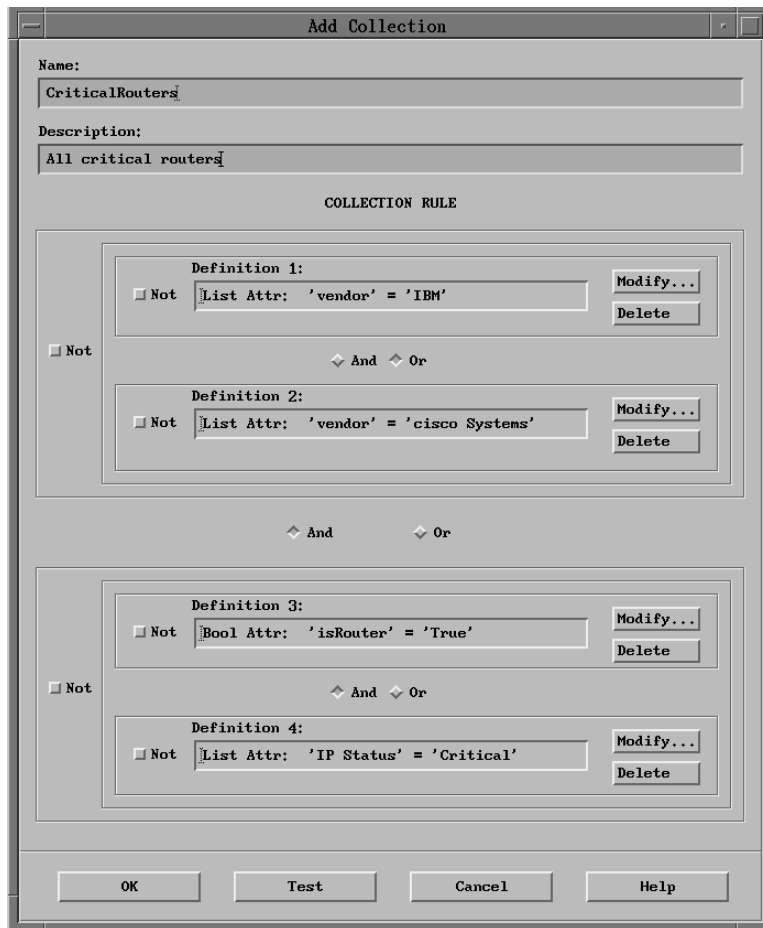 Add Collection
Name:
CriticalRouters
Description:
All critical routers
COLLECTION RULE
Definition 1:
Not
List Attr:  'vendor' = 'IBM'
Modify...
Delete
Not
And Or
Definition 2:
Not
List Attr:  'vendor' = 'cisco Systems'
Modify...
Delete
And Or
Definition 3:
Not
Bool Attr:  'isRouter' = 'True'
Modify...
Delete
Not
And Or
Definition 4:
Not
List Attr:  'IP Status' = 'Critical'
Modify...
Delete
OK Test Cancel Help